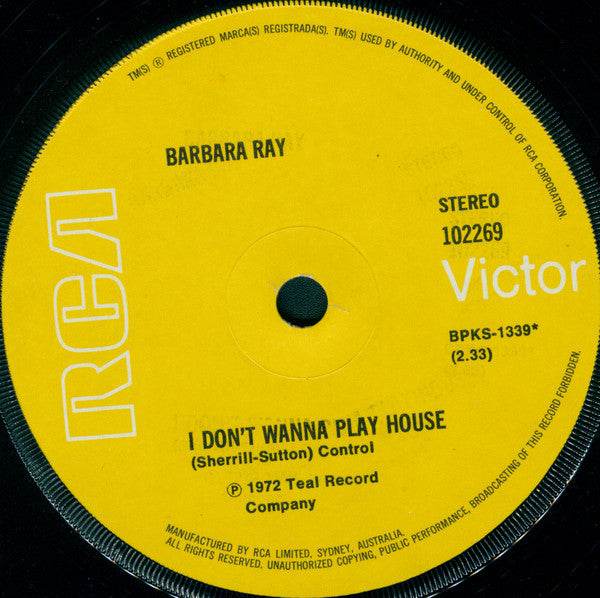 TM(S) ® REGISTERED MARCA(S) REGISTRADA(S). TM(S) USED BY AUTHORITY AND UNDER CONTROL OF RCA CORPORATION.
BARBARA RAY
RCA
STEREO
102269
Victor
BPKS-1339*
(2.33)
I DON'T WANNA PLAY HOUSE
(Sherrill-Sutton) Control
Ⓟ 1972 Teal Record
Company
MANUFACTURED BY RCA LIMITED, SYDNEY, AUSTRALIA.
ALL RIGHTS RESERVED. UNAUTHORIZED COPYING, PUBLIC PERFORMANCE, BROADCASTING OF THIS RECORD FORBIDDEN.